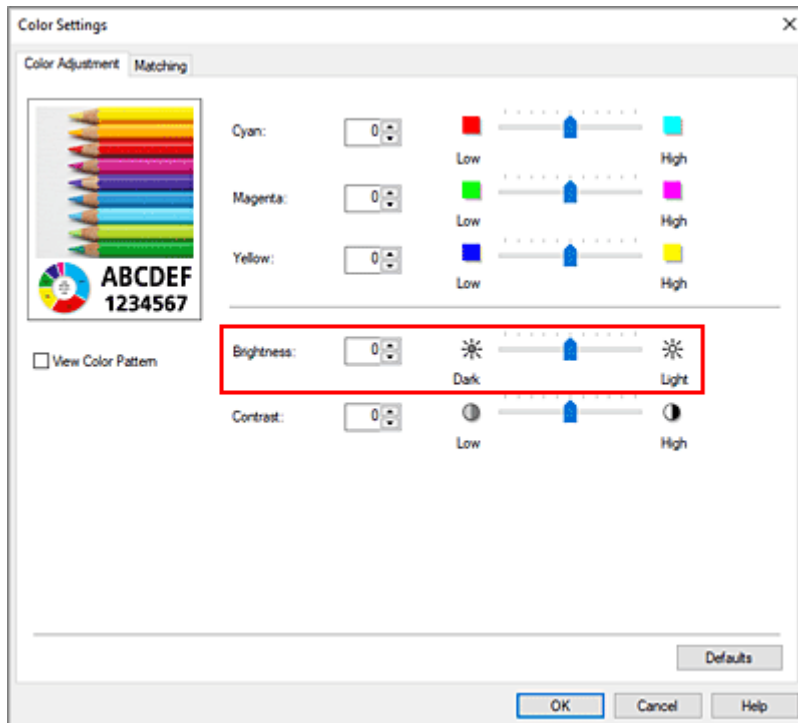 Color Settings
Color Adjustment Matching
Cyan: 0
Low High
Magenta: 0
Low High
Yellow: 0
Low High
ABCDEF
1234567
View Color Pattern
Brightness: 0
Dark Light
Contrast: 0
Low High
Defaults
OK Cancel Help